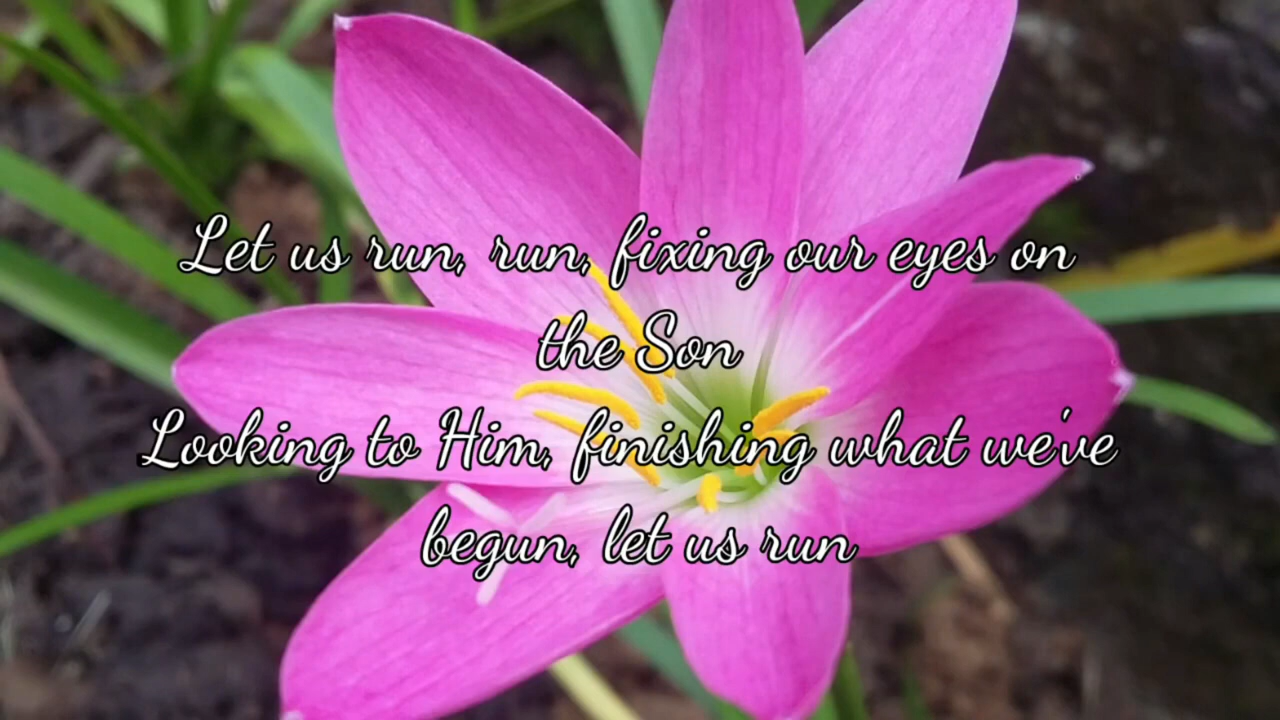 Let us run, run, fixing our eyes on
the Son
Looking to Him, finishing what we've
begun, let us run